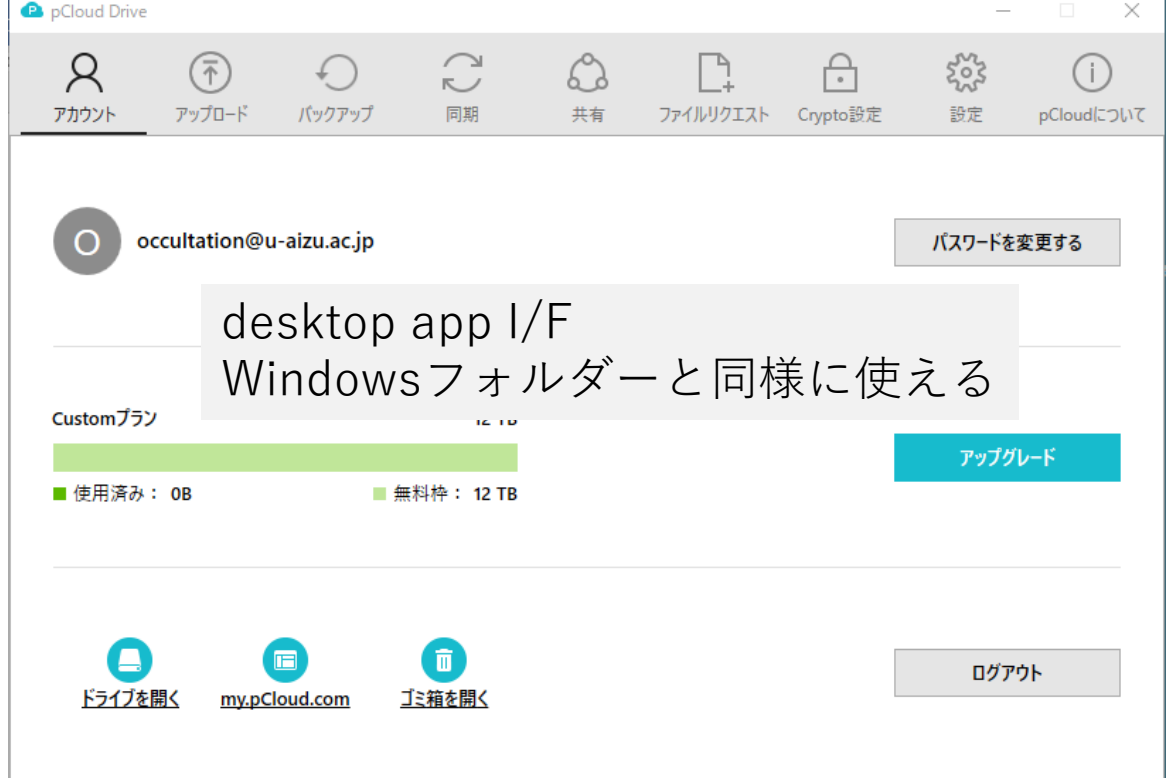 pCloud Drive
アカウント アップロード バックアップ 同期 共有 ファイルリクエスト Crypto設定 設定 pCloudについて
O occultation@u-aizu.ac.jp パスワードを変更する
desktop app I/F
Windowsフォルダーと同様に使える
Customプラン 12 TB
アップグレード
使用済み： 0B 無料枠： 12 TB
ドライブを開く my.pCloud.com ゴミ箱を開く ログアウト